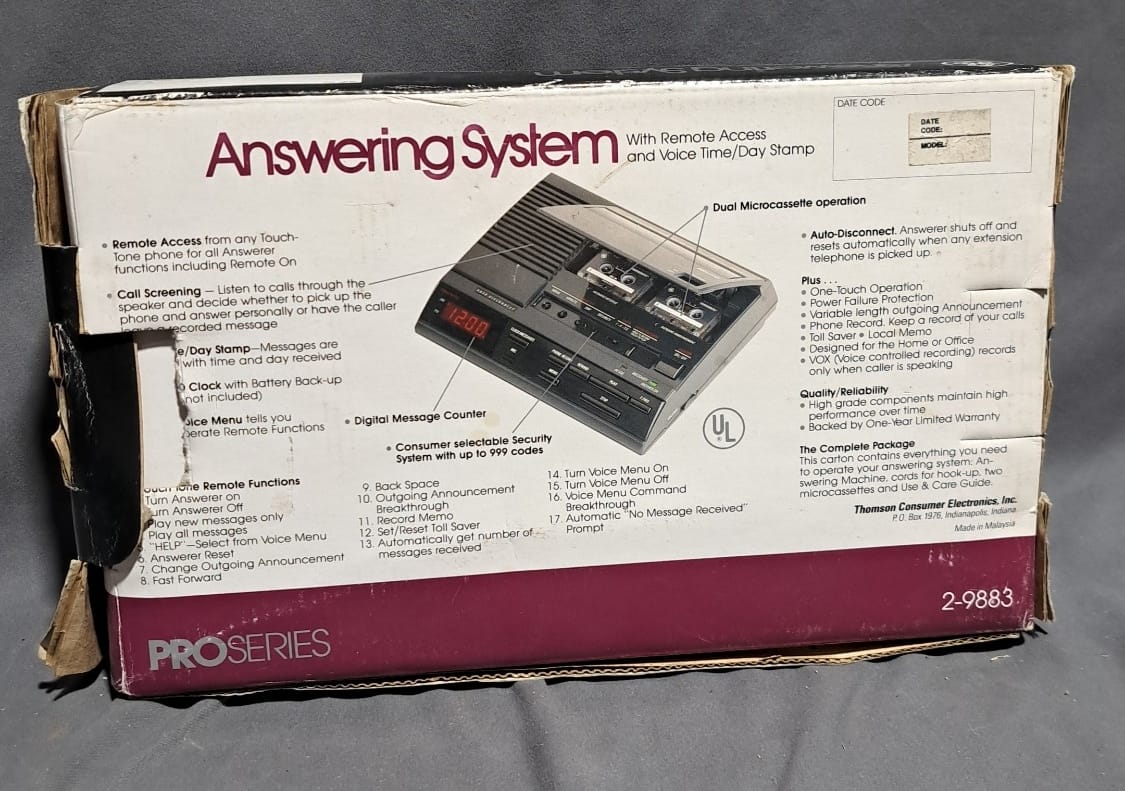 Answering System
With Remote Access
and Voice Time/Day Stamp
DATE CODE
DATE
CODE:
MODEL:
• Dual Microcassette operation
• Remote Access from any Touch-
Tone phone for all Answerer
functions including Remote On
• Call Screening – Listen to calls through the
speaker and decide whether to pick up the
phone and answer personally or have the caller
recorded message
e/Day Stamp—Messages are
with time and day received
Clock with Battery Back-up
not included)
oice Menu tells you
erate Remote Functions
12:00
• Digital Message Counter
• Consumer selectable Security
System with up to 999 codes
UL
• Auto-Disconnect. Answerer shuts off and
resets automatically when any extension
telephone is picked up.
Plus . . .
• One-Touch Operation
• Power Failure Protection
• Variable length outgoing Announcement
• Phone Record. Keep a record of your calls
• Toll Saver • Local Memo
• Designed for the Home or Office
• VOX (Voice controlled recording) records
only when caller is speaking
Quality/Reliability
• High grade components maintain high
performance over time
• Backed by One-Year Limited Warranty
The Complete Package
This carton contains everything you need
to operate your answering system: An-
swering Machine, cords for hook-up, two
microcassettes and Use & Care Guide.
Thomson Consumer Electronics, Inc.
P.O. Box 1976, Indianapolis, Indiana
Made in Malaysia
one Remote Functions
Turn Answerer on
urn Answerer Off
Play new messages only
Play all messages
"HELP"—Select from Voice Menu
6. Answerer Reset
7. Change Outgoing Announcement
8. Fast Forward
9. Back Space
10. Outgoing Announcement
Breakthrough
11. Record Memo
12. Set/Reset Toll Saver
13. Automatically get number of
messages received
14. Turn Voice Menu On
15. Turn Voice Menu Off
16. Voice Menu Command
Breakthrough
17. Automatic "No Message Received"
Prompt
2-9883
PROSERIES